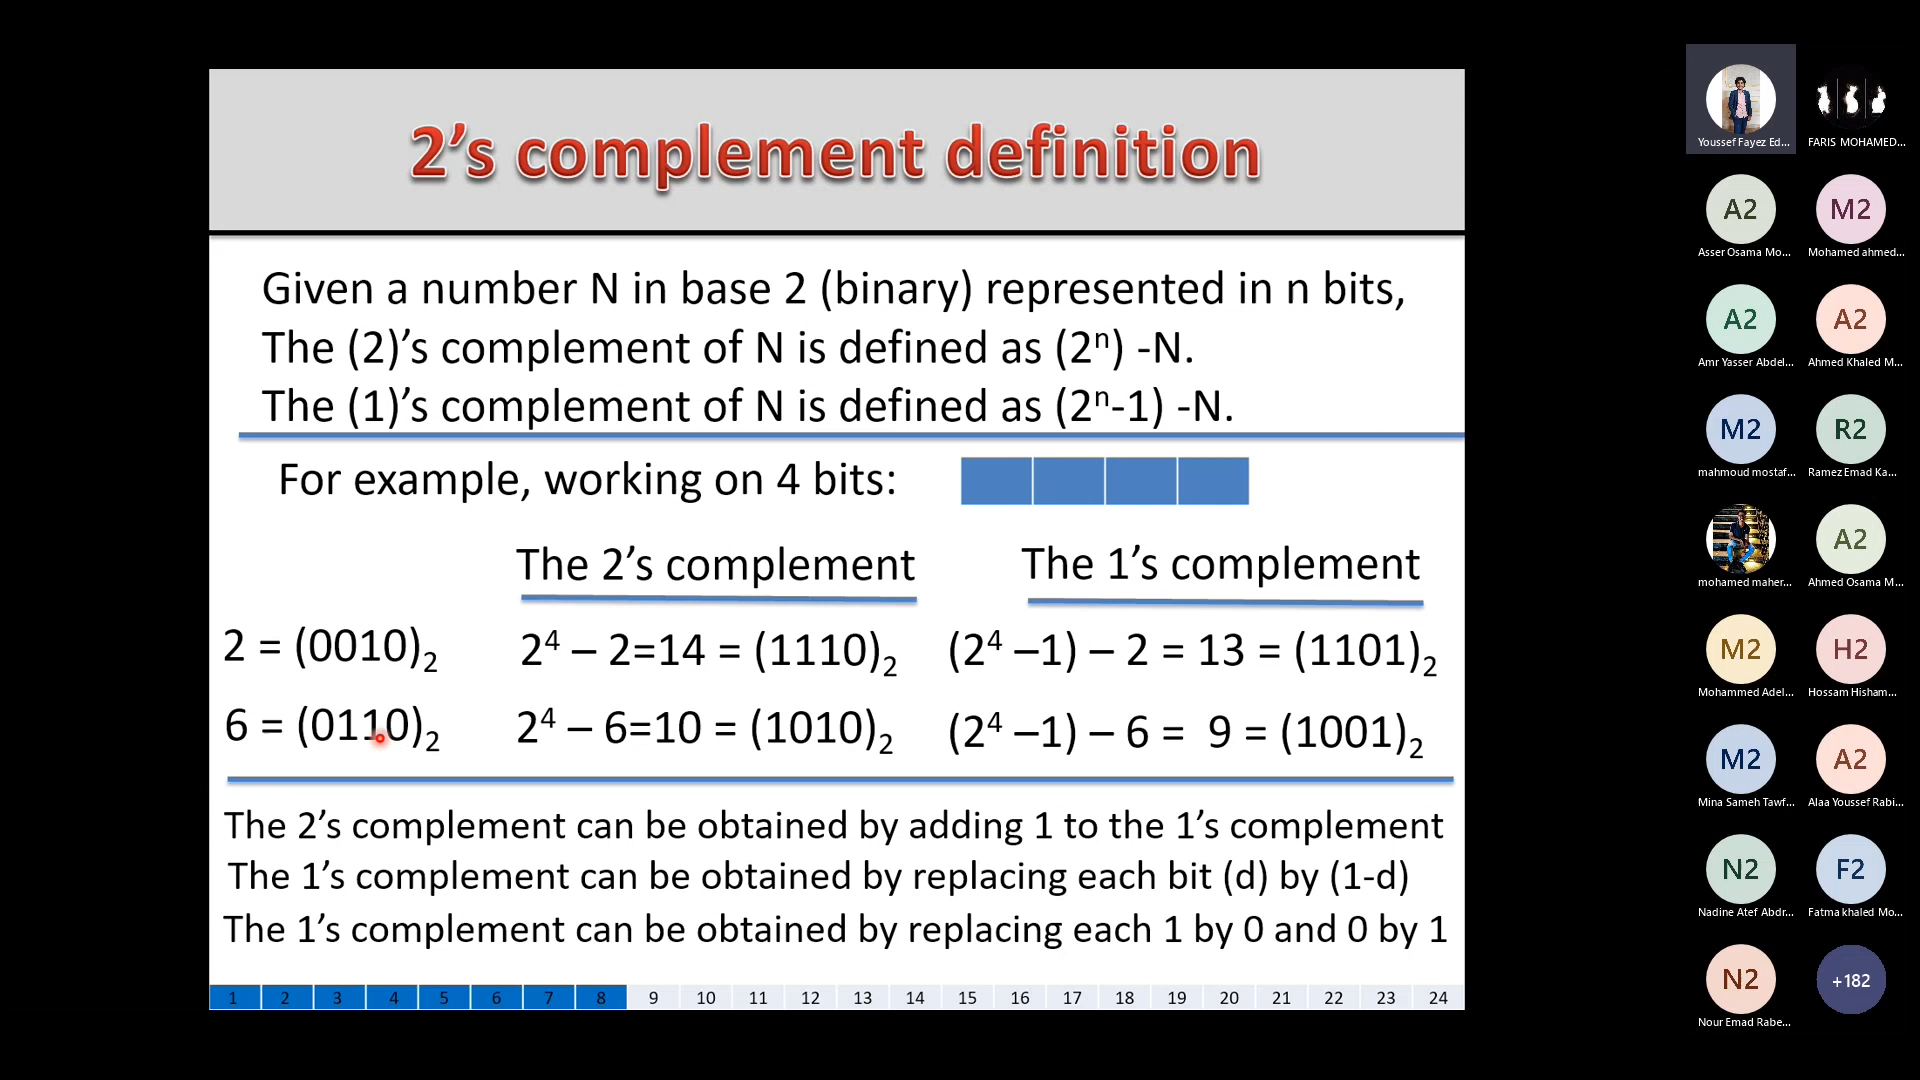 2's complement definition
Given a number N in base 2 (binary) represented in n bits,
The (2)'s complement of N is defined as (2ⁿ) -N.
The (1)'s complement of N is defined as (2ⁿ-1) -N.
For example, working on 4 bits:
The 2's complement The 1's complement
2 = (0010)₂ 2⁴ – 2=14 = (1110)₂ (2⁴ –1) – 2 = 13 = (1101)₂
6 = (0110)₂ 2⁴ – 6=10 = (1010)₂ (2⁴ –1) – 6 = 9 = (1001)₂
The 2's complement can be obtained by adding 1 to the 1's complement
The 1's complement can be obtained by replacing each bit (d) by (1-d)
The 1's complement can be obtained by replacing each 1 by 0 and 0 by 1
1 2 3 4 5 6 7 8 9 10 11 12 13 14 15 16 17 18 19 20 21 22 23 24
Youssef Fayez Ed... FARIS MOHAMED...
A2 M2
Asser Osama Mo... Mohamed ahmed...
A2 A2
Amr Yasser Abdel... Ahmed Khaled M...
M2 R2
mahmoud mostaf... Ramez Emad Ka...
A2
mohamed maher... Ahmed Osama M...
M2 H2
Mohammed Adel... Hossam Hisham...
M2 A2
Mina Sameh Tawf... Alaa Youssef Rabi...
N2 F2
Nadine Atef Abdr... Fatma khaled Mo...
N2 +182
Nour Emad Rabe...